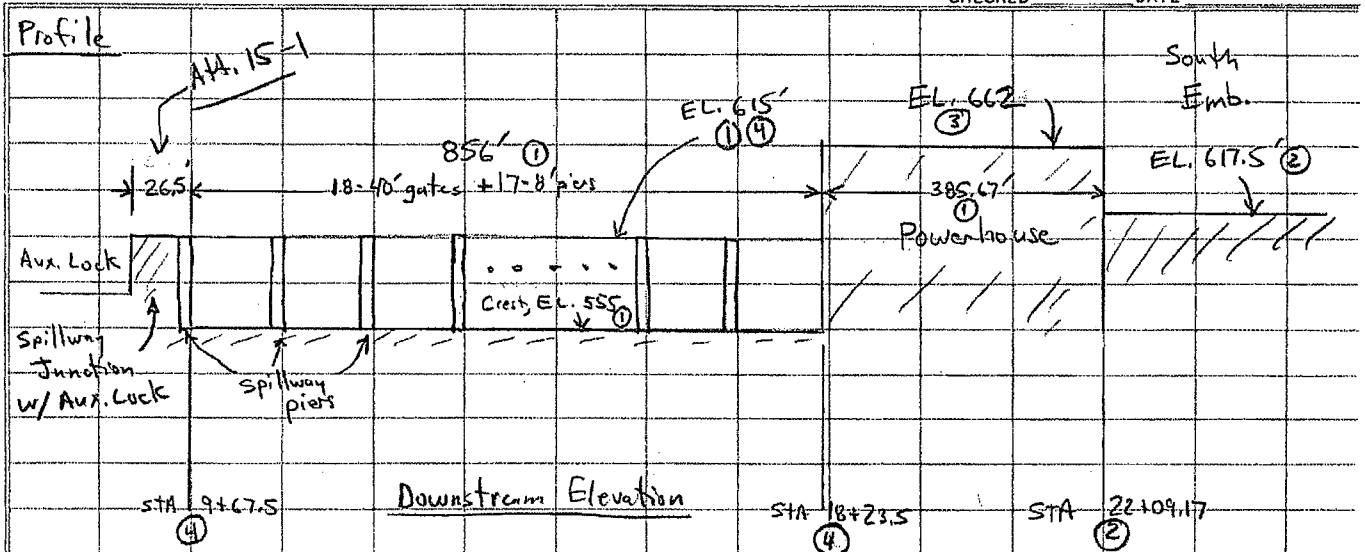 CHECKED DATE
Profile
Att. 15-1
South
Emb.
EL. 615'
① ④
EL. 662
③
EL. 617.5' ②
856' ①
26.5'
18-40' gates + 17-8' piers
385.67'
①
Powerhouse
Aux. Lock
Crest, EL. 555 ①
Spillway
Junction
w/ Aux. Lock
Spillway
piers
Downstream Elevation
STA 9+67.5
④
STA 18+23.5
④
STA 22+09.17
②